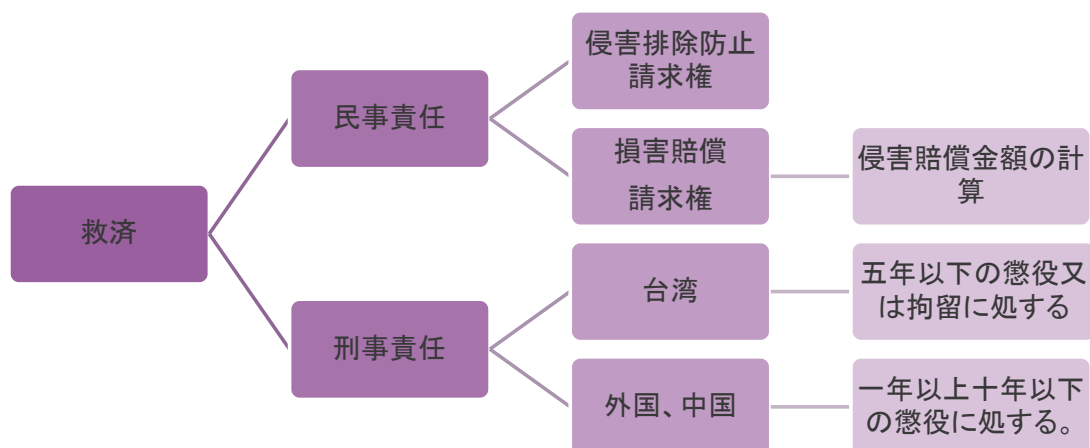 救済
民事責任
侵害排除防止
請求権
損害賠償
請求権
侵害賠償金額の計
算
刑事責任
台湾
五年以下の懲役又
は拘留に処する
外国、中国
一年以上十年以下
の懲役に処する。